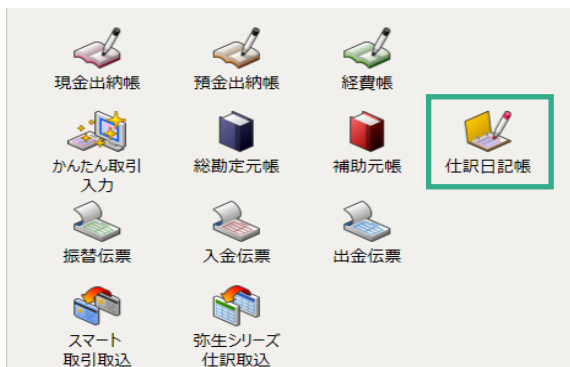 現金出納帳
預金出納帳
経費帳
かんたん取引
入力
総勘定元帳
補助元帳
仕訳日記帳
振替伝票
入金伝票
出金伝票
スマート
取引取込
弥生シリーズ
仕訳取込